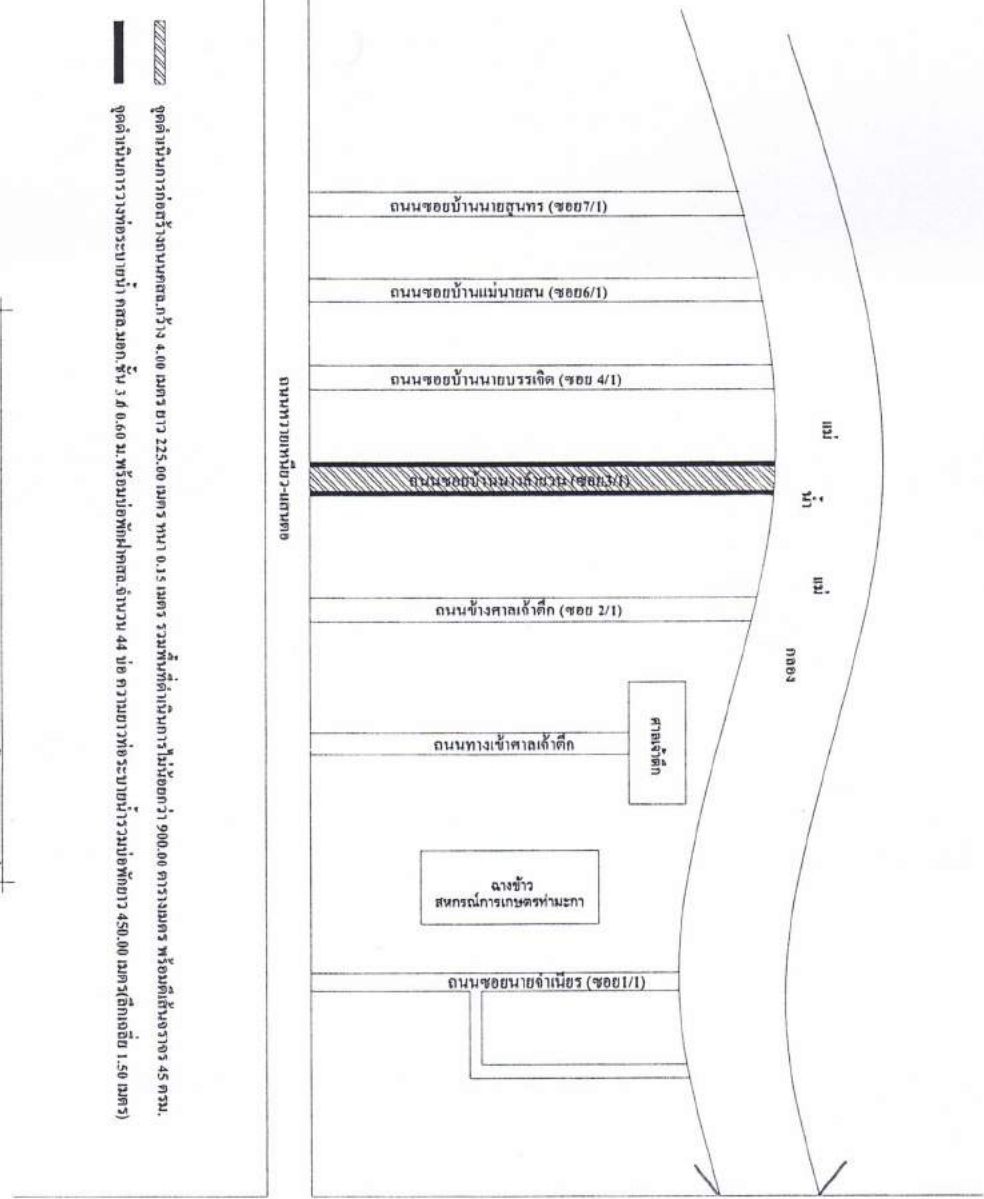 ถนนซอยบ้านนายสุนทร (ซอย7/1)
ถนนซอยบ้านแม่นายสน (ซอย6/1)
ถนนซอยบ้านนายบรรเจิด (ซอย 4/1)
ถนนซอยบ้านนางลำยวน (ซอย3/1)
ถนนข้างศาลเจ้าตึก (ซอย 2/1)
ถนนทางเข้าศาลเจ้าตึก
ศาลเจ้าตึก
ฉางข้าว
สหกรณ์การเกษตรท่ามะกา
ถนนซอยนายจำเนียร (ซอย1/1)
แม่
น้ำ
แม่
กลอง
ถนนหวายเหนียว-แสนตอ
จุดดำเนินการก่อสร้างถนนคสล.กว้าง 4.00 เมตร ยาว 225.00 เมตร หนา 0.15 เมตร รวมพื้นที่ดำเนินการไม่น้อยกว่า 900.00 ตารางเมตร พร้อมตีเส้นจราจร 45 ตรม.
จุดดำเนินการวางท่อระบายน้ำ คสล.มอก.ชั้น 3 ø 0.60 ม.พร้อมบ่อพักฝาคสล.จำนวน 44 บ่อ ความยาวท่อระบายน้ำรวมบ่อพักยาว 450.00 เมตร(ลึกเฉลี่ย 1.50 เมตร)